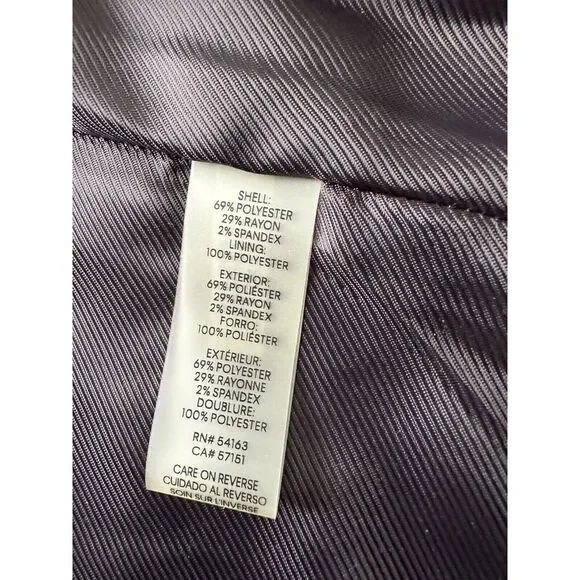 SHELL:
69% POLYESTER
29% RAYON
2% SPANDEX
LINING:
100% POLYESTER
EXTERIOR:
69% POLIÉSTER
29% RAYON
2% SPANDEX
FORRO:
100% POLIÉSTER
EXTÉRIEUR:
69% POLYESTER
29% RAYONNE
2% SPANDEX
DOUBLURE:
100% POLYESTER
RN# 54163
CA# 57151
CARE ON REVERSE
CUIDADO AL REVERSO
SOIN SUR L'INVERSE